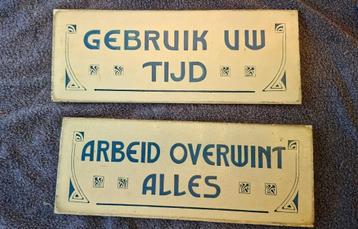 GEBRUIK UW
TIJD
ARBEID OVERWINT
ALLES